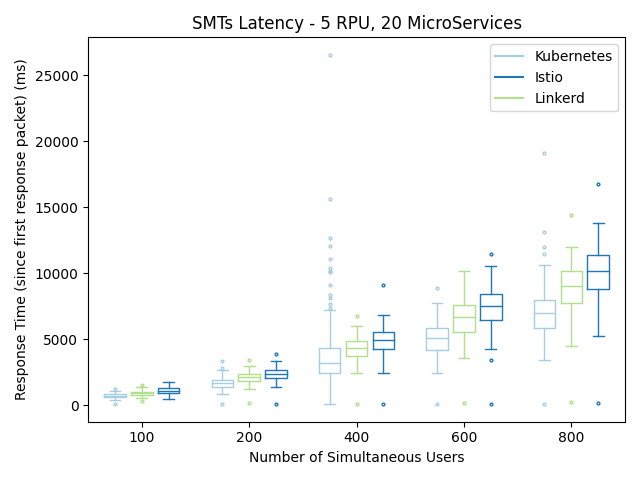 SMTs Latency - 5 RPU, 20 MicroServices
Response Time (since first response packet) (ms)
25000
20000
15000
10000
5000
0
Kubernetes
Istio
Linkerd
100
200
400
600
800
Number of Simultaneous Users